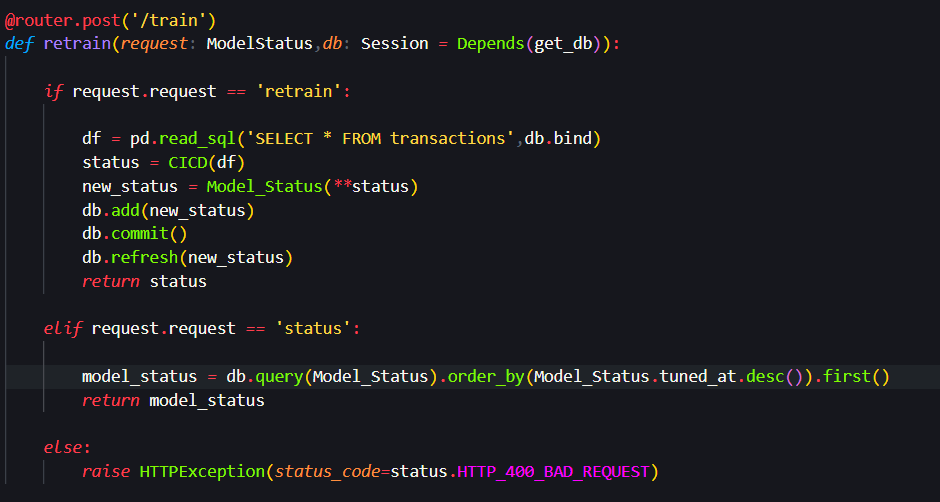 @router.post('/train')
def retrain(request: ModelStatus,db: Session = Depends(get_db)):
if request.request == 'retrain':
df = pd.read_sql('SELECT * FROM transactions',db.bind)
status = CICD(df)
new_status = Model_Status(**status)
db.add(new_status)
db.commit()
db.refresh(new_status)
return status
elif request.request == 'status':
model_status = db.query(Model_Status).order_by(Model_Status.tuned_at.desc()).first()
return model_status
else:
raise HTTPException(status_code=status.HTTP_400_BAD_REQUEST)